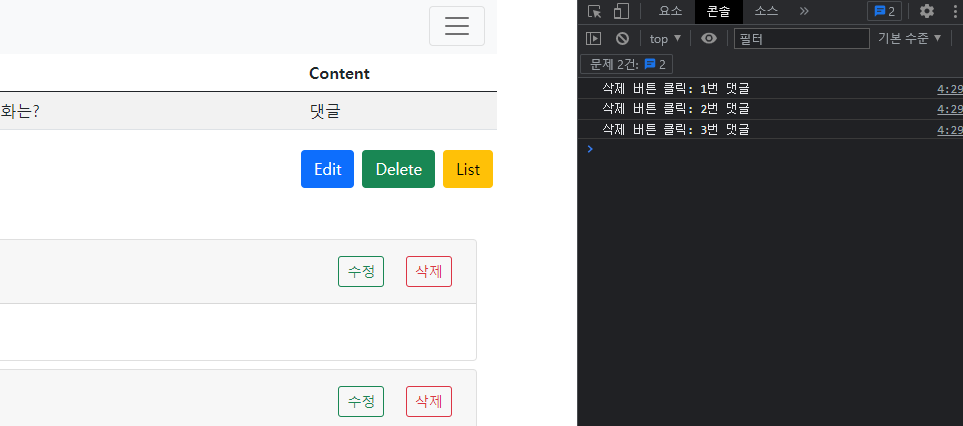 Content
화는?
댓글
Edit
Delete
List
수정
삭제
수정
삭제
요소
콘솔
소스
2
top
필터
기본 수준
문제 2건: 2
삭제 버튼 클릭: 1번 댓글
4:29
삭제 버튼 클릭: 2번 댓글
4:29
삭제 버튼 클릭: 3번 댓글
4:29